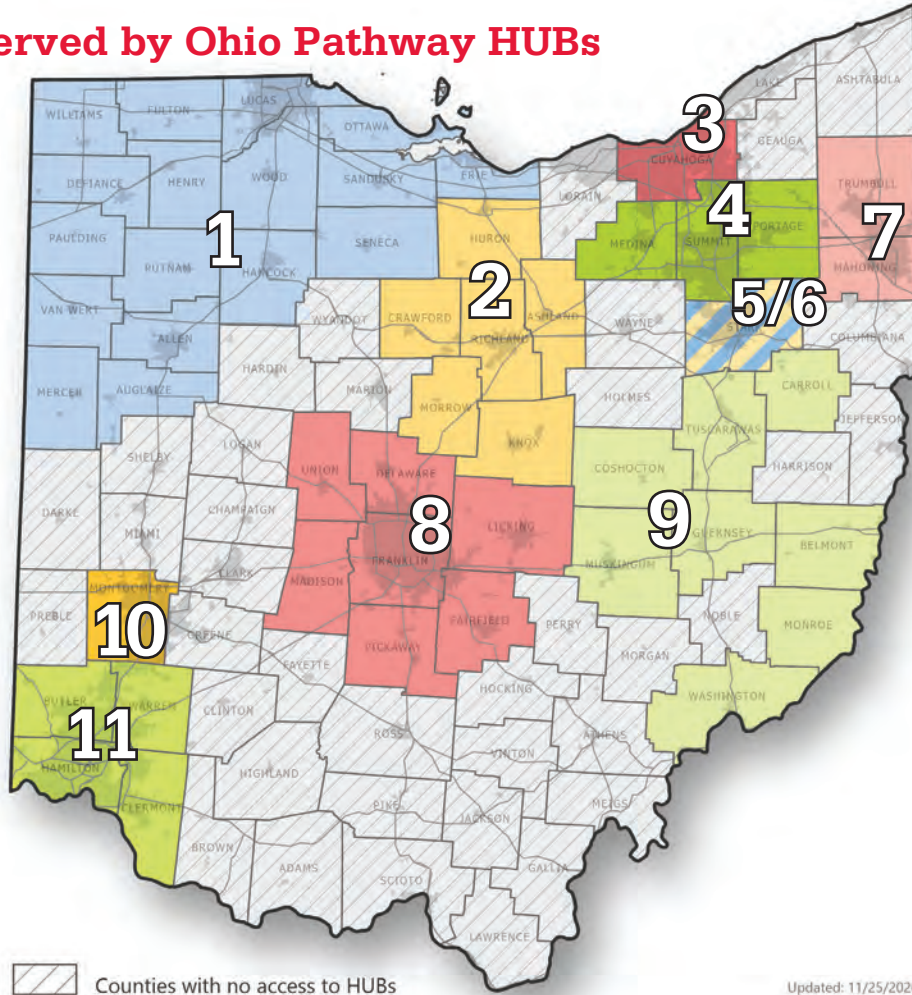 erved by Ohio Pathway HUBs
LAKE
ASHTABULA
WILLIAMS
FULTON
LUCAS
OTTAWA
3
GEAUGA
CUYAHOGA
DEFIANCE
HENRY
WOOD
SANDUSKY
ERIE
LORAIN
TRUMBULL
4
PORTAGE
7
PAULDING
1
SENECA
HURON
MEDINA
SUMMIT
PUTNAM
HANCOCK
MAHONING
2
5/6
VAN WERT
WYANDOT
CRAWFORD
ASHLAND
WAYNE
STARK
ALLEN
RICHLAND
COLUMBIANA
HARDIN
MERCER
AUGLAIZE
MARION
HOLMES
CARROLL
MORROW
JEFFERSON
TUSCARAWAS
LOGAN
KNOX
SHELBY
UNION
DELAWARE
COSHOCTON
HARRISON
DARKE
CHAMPAIGN
8
LICKING
9
MIAMI
GUERNSEY
BELMONT
FRANKLIN
MUSKINGUM
CLARK
MADISON
MONTGOMERY
PREBLE
10
GREENE
FAIRFIELD
PERRY
NOBLE
MONROE
PICKAWAY
MORGAN
FAYETTE
HOCKING
WASHINGTON
BUTLER
WARREN
CLINTON
11
ROSS
ATHENS
VINTON
HAMILTON
HIGHLAND
CLERMONT
PIKE
MEIGS
JACKSON
BROWN
ADAMS
SCIOTO
GALLIA
LAWRENCE
Counties with no access to HUBs
Updated: 11/25/202